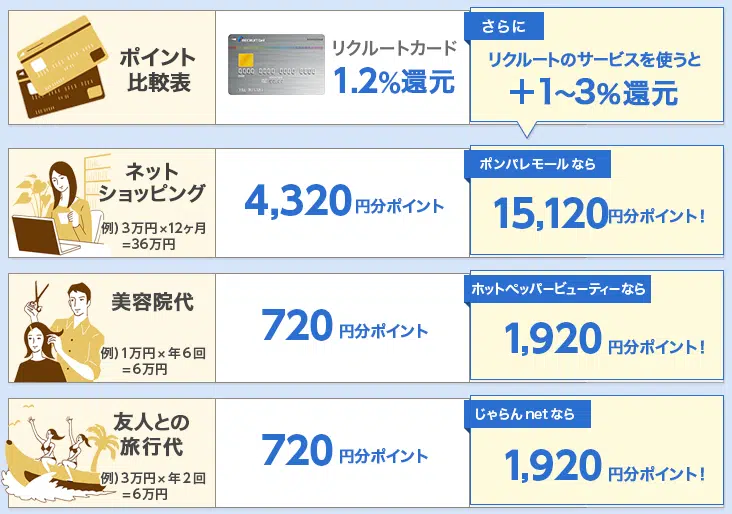 ポイント
比較表
リクルートカード
1.2%還元
さらに
リクルートのサービスを使うと
+1~3%還元
ネット
ショッピング
例) 3万円×12ヶ月
=36万円
4,320円分ポイント
ポンパレモールなら
15,120円分ポイント!
美容院代
例) 1万円×年6回
=6万円
720円分ポイント
ホットペッパービューティーなら
1,920円分ポイント!
友人との
旅行代
例) 3万円×年2回
=6万円
720円分ポイント
じゃらんnetなら
1,920円分ポイント!